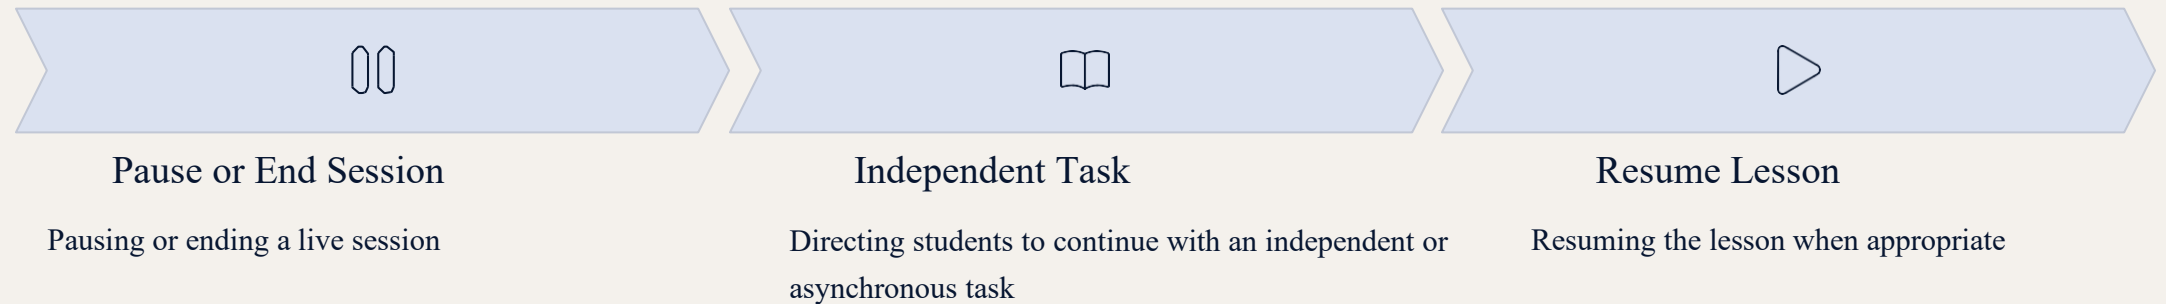 Pause or End Session
Pausing or ending a live session
Independent Task
Directing students to continue with an independent or
asynchronous task
Resume Lesson
Resuming the lesson when appropriate